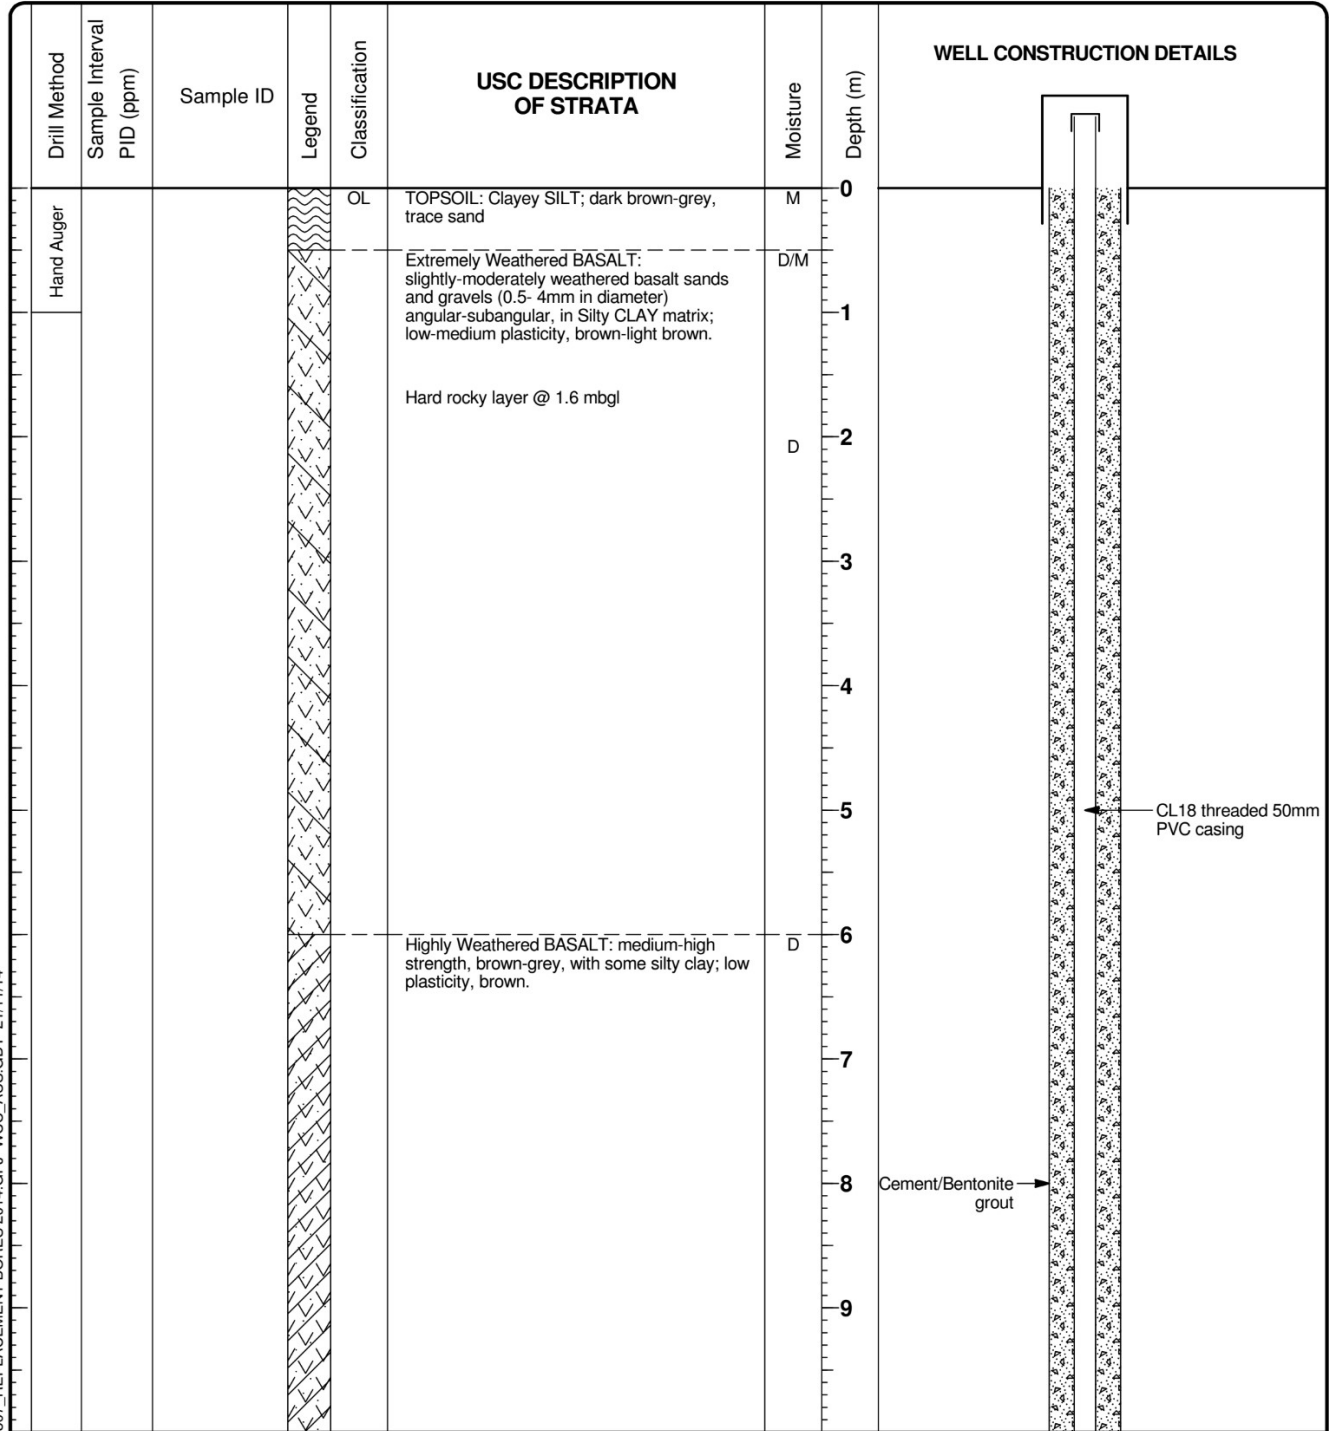 Drill Method
Sample Interval
PID (ppm)
Sample ID
Legend
Classification
USC DESCRIPTION
OF STRATA
Moisture
Depth (m)
WELL CONSTRUCTION DETAILS
Hand Auger
OL
TOPSOIL: Clayey SILT; dark brown-grey,
trace sand
M
0
Extremely Weathered BASALT:
slightly-moderately weathered basalt sands
and gravels (0.5- 4mm in diameter)
angular-subangular, in Silty CLAY matrix;
low-medium plasticity, brown-light brown.
D/M
1
Hard rocky layer @ 1.6 mbgl
D
2
3
4
5
CL18 threaded 50mm
PVC casing
6
Highly Weathered BASALT: medium-high
strength, brown-grey, with some silty clay; low
plasticity, brown.
D
7
8
Cement/Bentonite
grout
9